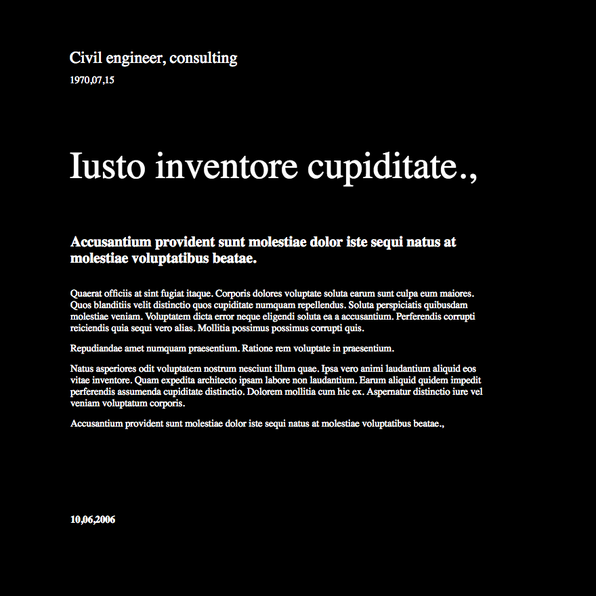 Civil engineer, consulting
1970,07,15
Iusto inventore cupiditate.,
Accusantium provident sunt molestiae dolor iste sequi natus at
molestiae voluptatibus beatae.
Quaerat officiis at sint fugiat itaque. Corporis dolores voluptate soluta earum sunt culpa eum maiores.
Quos blanditiis velit distinctio quos cupiditate numquam repellendus. Soluta perspiciatis quibusdam
molestiae veniam. Voluptatem dicta error neque eligendi soluta ea a accusantium. Perferendis corrupti
reiciendis quia sequi vero alias. Mollitia possimus possimus corrupti quis.
Repudiandae amet numquam praesentium. Ratione rem voluptate in praesentium.
Natus asperiores odit voluptatem nostrum nesciunt illum quae. Ipsa vero animi laudantium aliquid eos
vitae inventore. Quam expedita architecto ipsam labore non laudantium. Earum aliquid quidem impedit
perferendis assumenda cupiditate distinctio. Dolorem mollitia cum hic ex. Aspernatur distinctio iure vel
veniam voluptatum corporis.
Accusantium provident sunt molestiae dolor iste sequi natus at molestiae voluptatibus beatae.,
10,06,2006